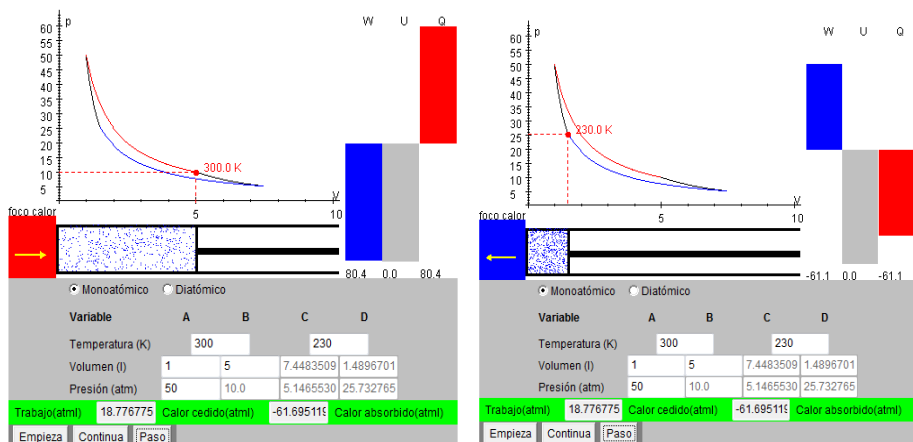 60 p
55
50
45
40
35
30
25
20
15
10
5
300.0 K
5
10
V
W U Q
foco calor
80.4 0.0 80.4
Monoatómico Diatómico
Variable A B C D
Temperatura (K) 300 230
Volumen (l) 1 5 7.4483509 1.4896701
Presión (atm) 50 10.0 5.1465530 25.732765
Trabajo(atml) 18.776775 Calor cedido(atml) -61.695119 Calor absorbido(atml)
Empieza Continua Paso
60 p
55
50
45
40
35
30
25
20
15
10
5
230.0 K
5
10
V
W U Q
foco calor
-61.1 0.0 -61.1
Monoatómico Diatómico
Variable A B C D
Temperatura (K) 300 230
Volumen (l) 1 5 7.4483509 1.4896701
Presión (atm) 50 10.0 5.1465530 25.732765
Trabajo(atml) 18.776775 Calor cedido(atml) -61.695119 Calor absorbido(atml)
Empieza Continua Paso